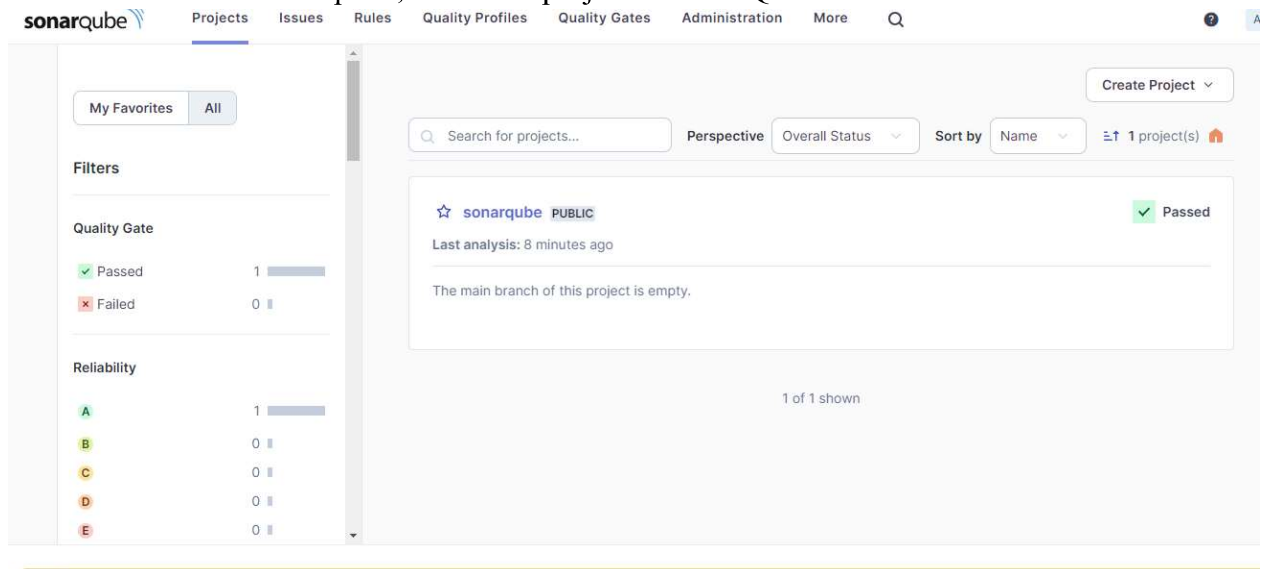 sonarqube Projects Issues Rules Quality Profiles Quality Gates Administration More
My Favorites All
Create Project
Search for projects... Perspective Overall Status Sort by Name 1 project(s)
Filters
Quality Gate
Passed 1
Failed 0
Reliability
A 1
B 0
C 0
D 0
E 0
sonarqube PUBLIC
Passed
Last analysis: 8 minutes ago
The main branch of this project is empty.
1 of 1 shown